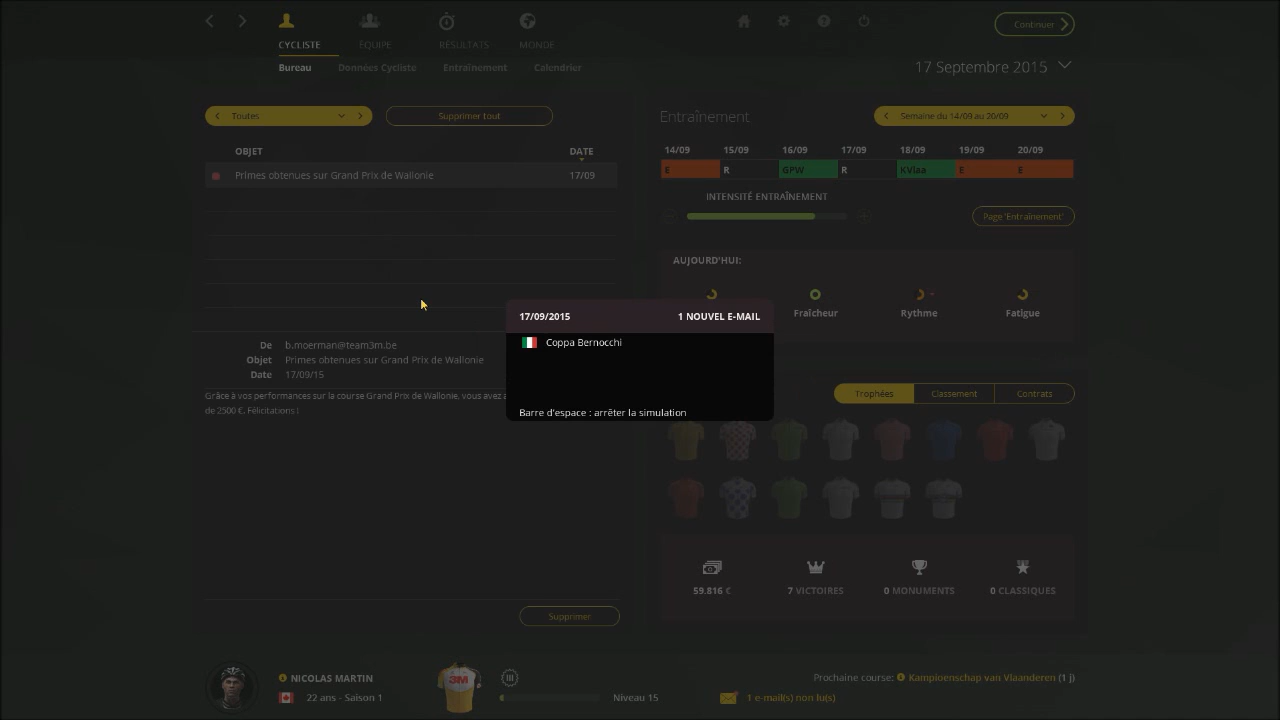 CYCLISTE ÉQUIPE RÉSULTATS MONDE
Continuer
Bureau Données Cycliste Entraînement Calendrier
17 Septembre 2015
Toutes
Supprimer tout
OBJET DATE
Primes obtenues sur Grand Prix de Wallonie 17/09
De b.moerman@team3m.be
Objet Primes obtenues sur Grand Prix de Wallonie
Date 17/09/15
Grâce à vos performances sur la course Grand Prix de Wallonie, vous avez
de 2500 €, Félicitations !
Supprimer
Entraînement
Semaine du 14/09 au 20/09
14/09 15/09 16/09 17/09 18/09 19/09 20/09
E R GPW R KVlaa E E
INTENSITÉ ENTRAÎNEMENT
Page 'Entraînement'
AUJOURD'HUI:
Fraîcheur Rythme Fatigue
17/09/2015 1 NOUVEL E-MAIL
Coppa Bernocchi
Barre d'espace : arrêter la simulation
Trophées Classement Contrats
59.816 € 7 VICTOIRES 0 MONUMENTS 0 CLASSIQUES
NICOLAS MARTIN
22 ans - Saison 1
3M
III
Niveau 15
Prochaine course: Kampioenschap van Vlaanderen (1 j)
1 e-mail(s) non lu(s)